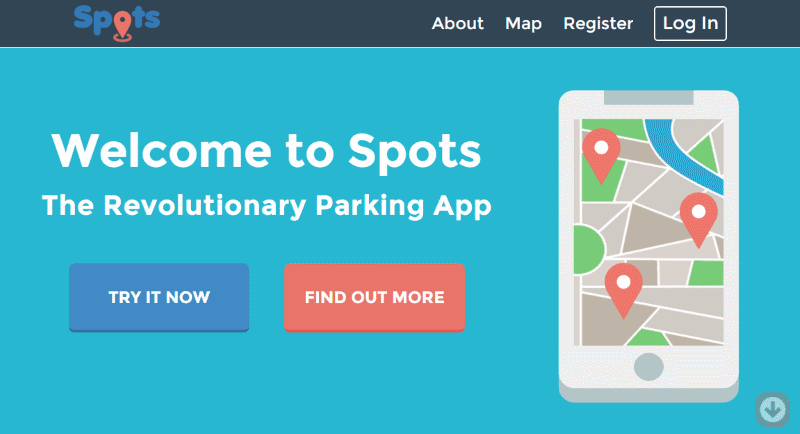 Spots
About
Map
Register
Log In
Welcome to Spots
The Revolutionary Parking App
TRY IT NOW
FIND OUT MORE